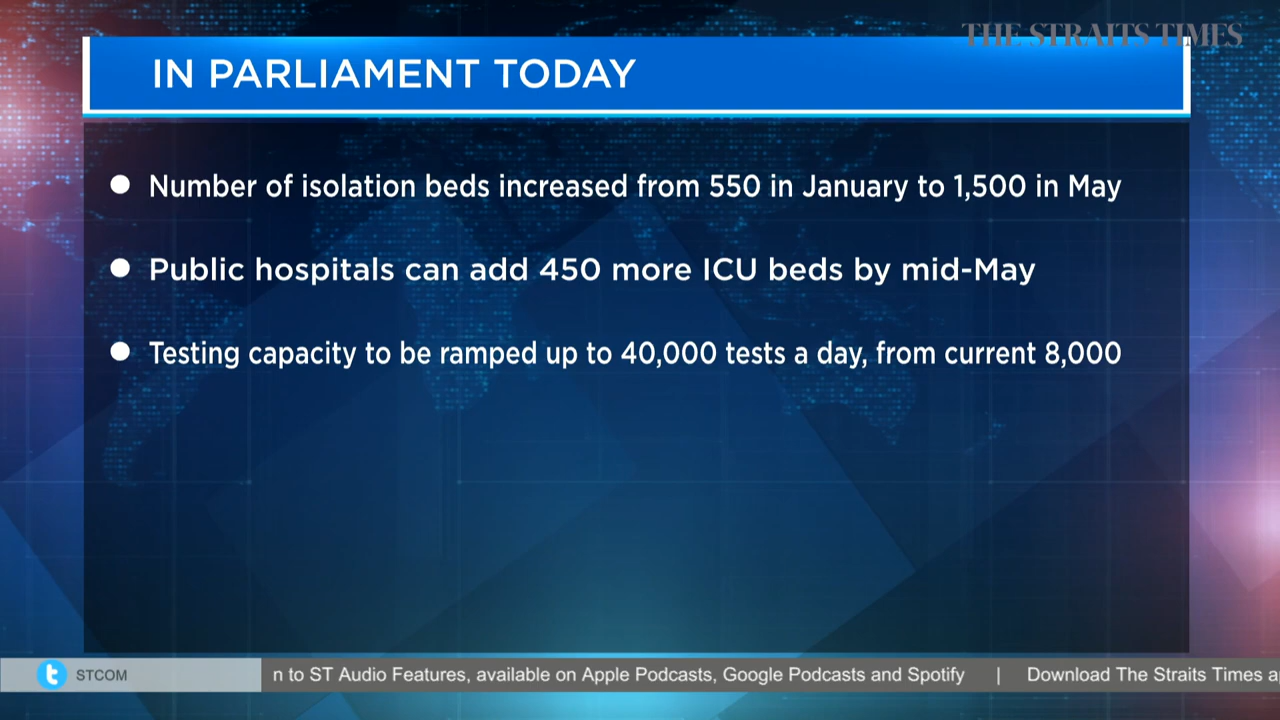 THE STRAITS TIMES
IN PARLIAMENT TODAY
Number of isolation beds increased from 550 in January to 1,500 in May
Public hospitals can add 450 more ICU beds by mid-May
Testing capacity to be ramped up to 40,000 tests a day, from current 8,000
STCOM
n to ST Audio Features, available on Apple Podcasts, Google Podcasts and Spotify | Download The Straits Times a